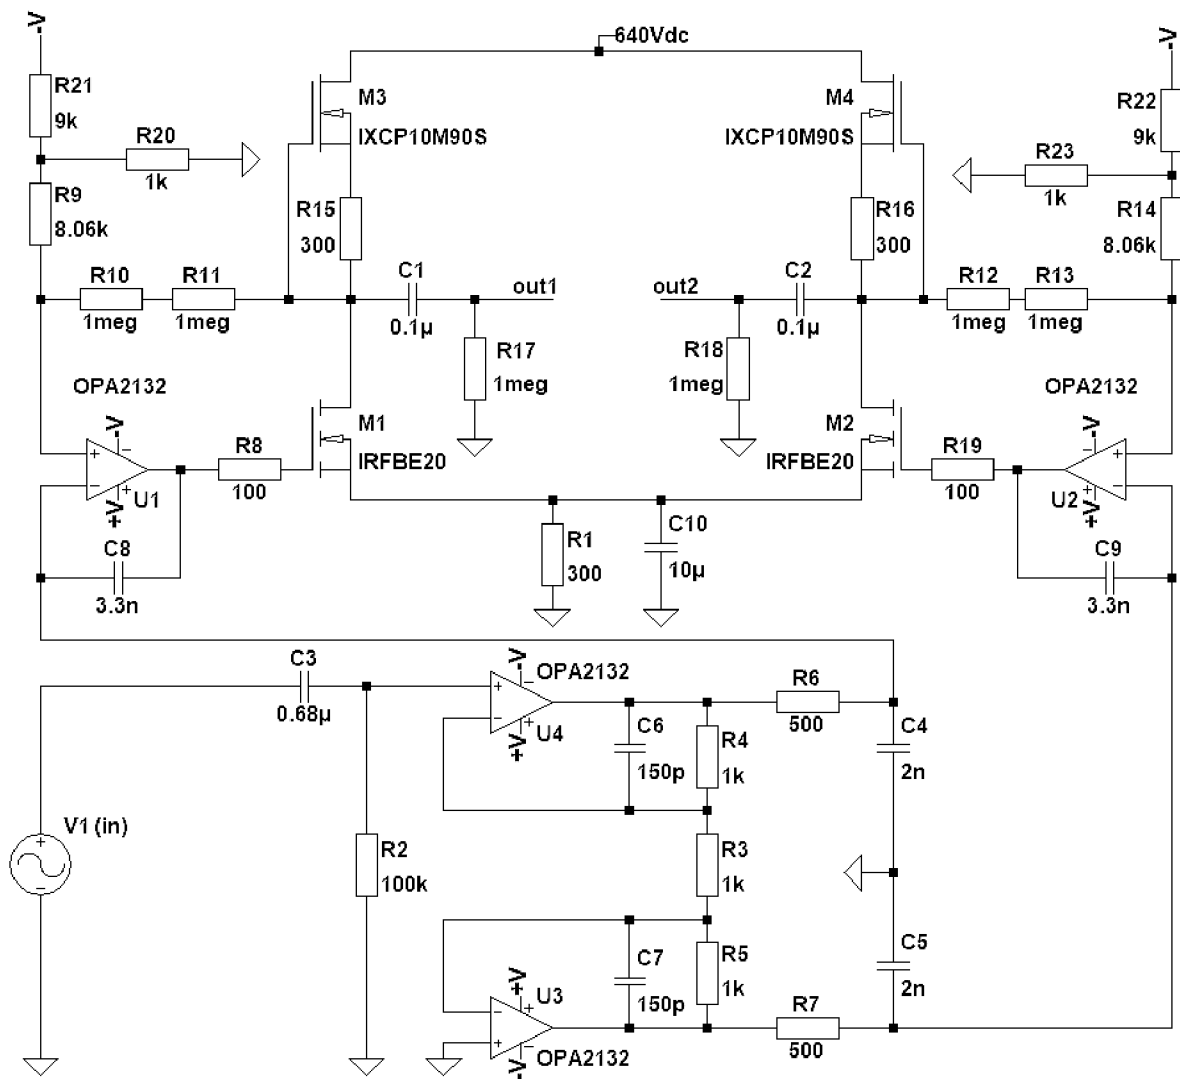 -V
640Vdc
-V
R21
9k
M3
IXCP10M90S
M4
IXCP10M90S
R22
9k
R20
1k
R23
1k
R9
8.06k
R15
300
R16
300
R14
8.06k
R10
1meg
R11
1meg
C1
0.1µ
out1
out2
C2
0.1µ
R12
1meg
R13
1meg
R17
1meg
R18
1meg
OPA2132
-V
+
−
−
+
+V
U1
R8
100
M1
IRFBE20
M2
IRFBE20
R19
100
OPA2132
-V
−
+
−
+
+V
U2
C8
3.3n
R1
300
C10
10µ
C9
3.3n
C3
0.68µ
-V
OPA2132
+
−
−
+
+V
U4
C6
150p
R4
1k
R6
500
C4
2n
V1 (in)
+
−
R2
100k
R3
1k
C7
150p
R5
1k
C5
2n
+V
U3
−
+
+
−
-V
OPA2132
R7
500